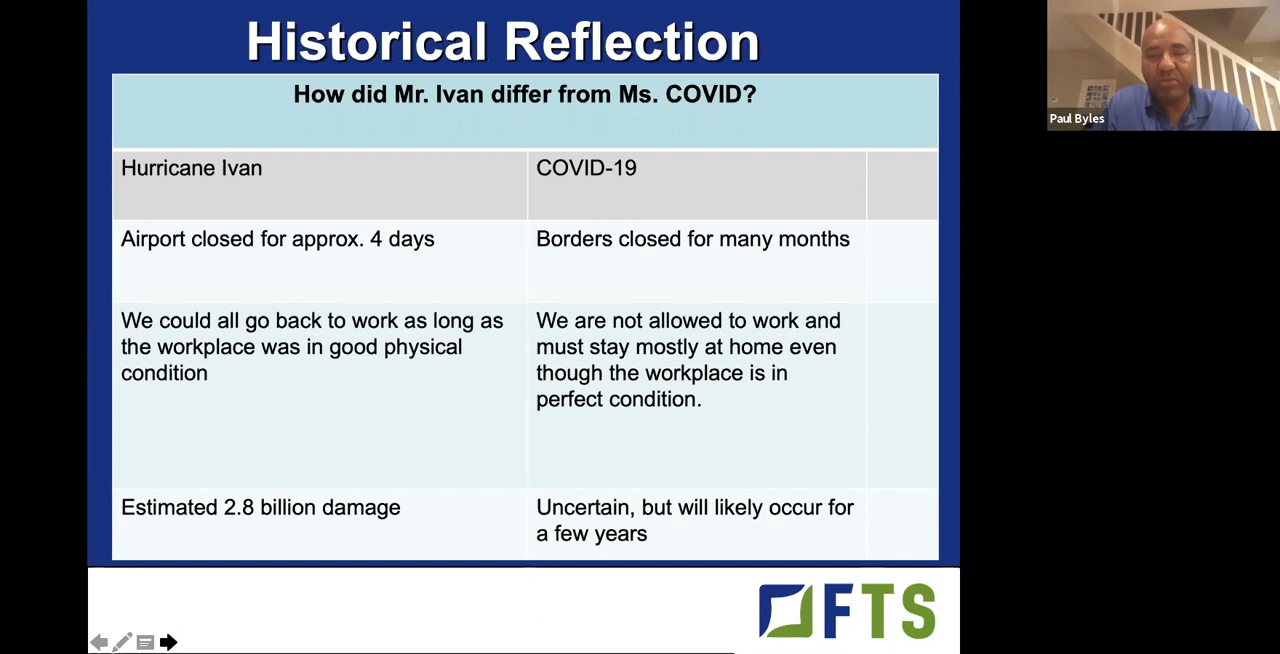 Historical Reflection
How did Mr. Ivan differ from Ms. COVID?
Hurricane Ivan
COVID-19
Airport closed for approx. 4 days
Borders closed for many months
We could all go back to work as long as
the workplace was in good physical
condition
We are not allowed to work and
must stay mostly at home even
though the workplace is in
perfect condition.
Estimated 2.8 billion damage
Uncertain, but will likely occur for
a few years
FTS
Paul Byles